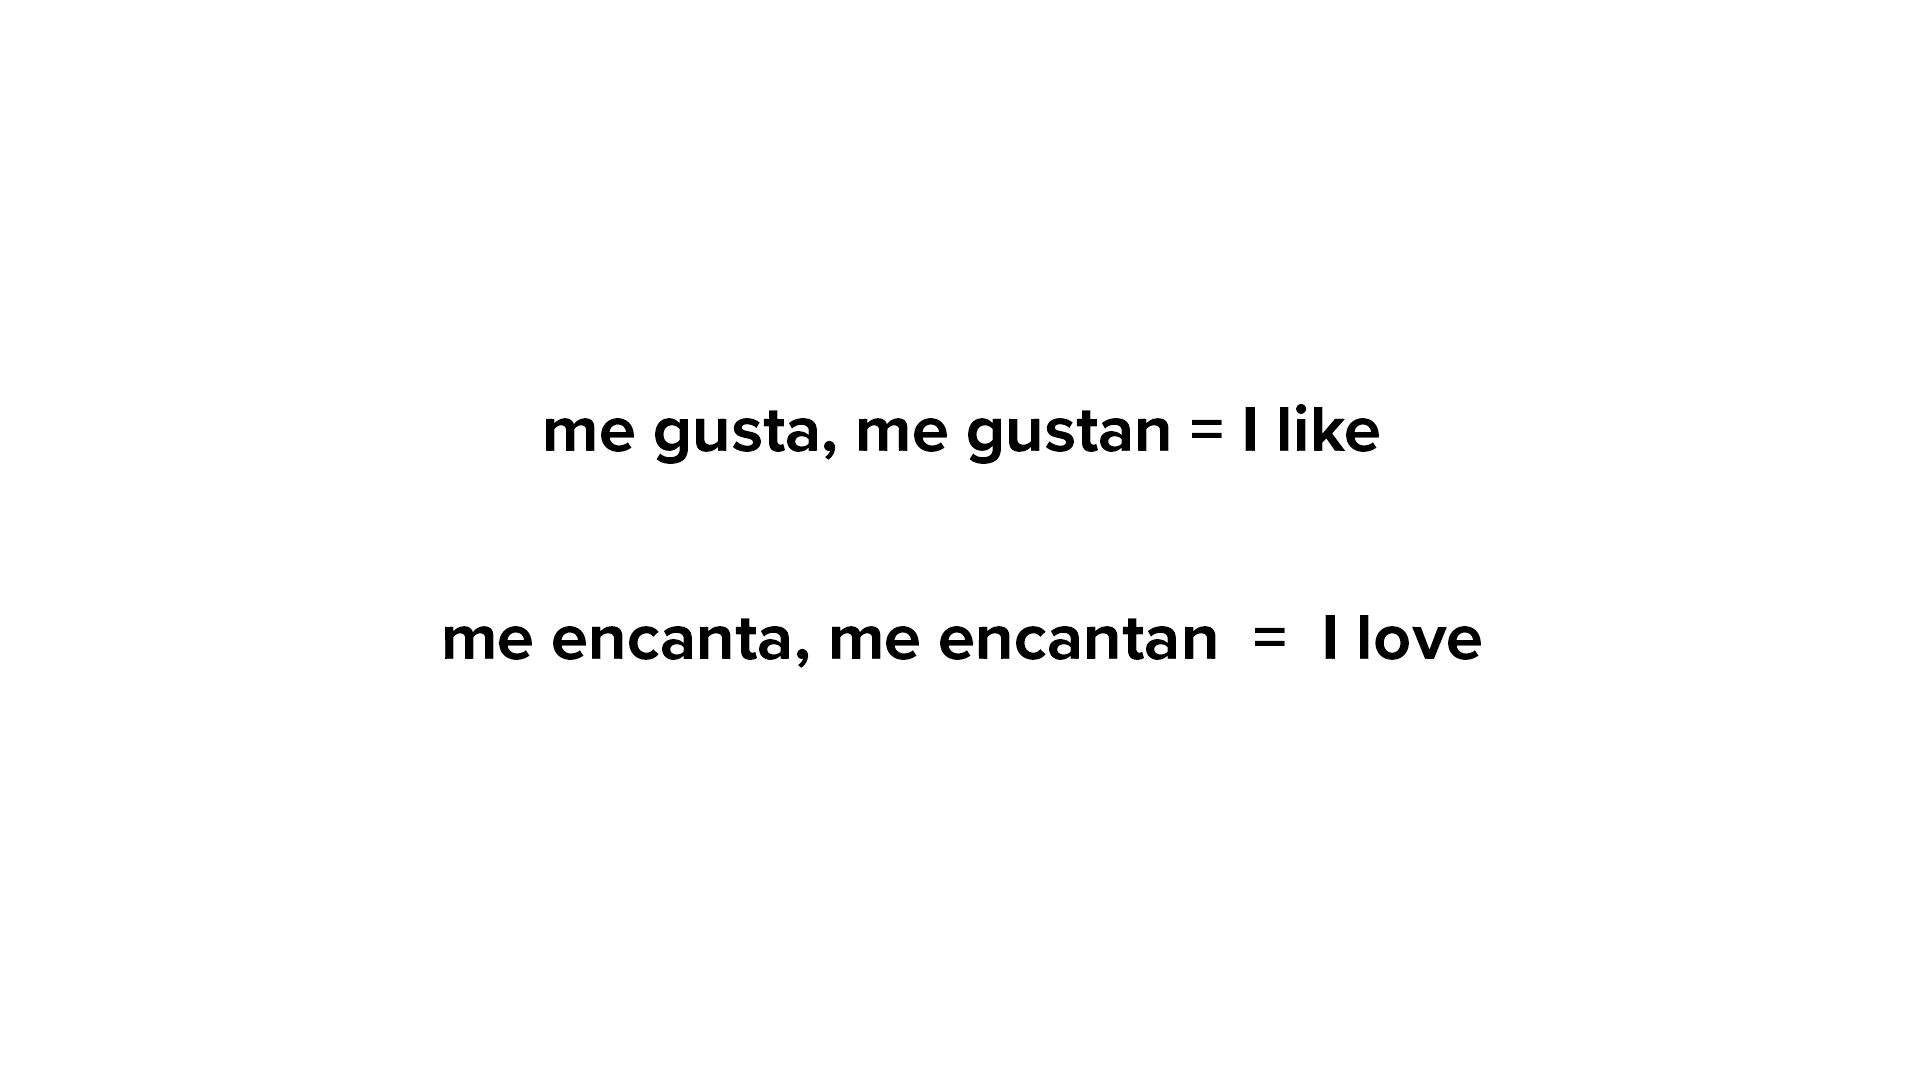 me gusta, me gustan = I like
me encanta, me encantan = I love